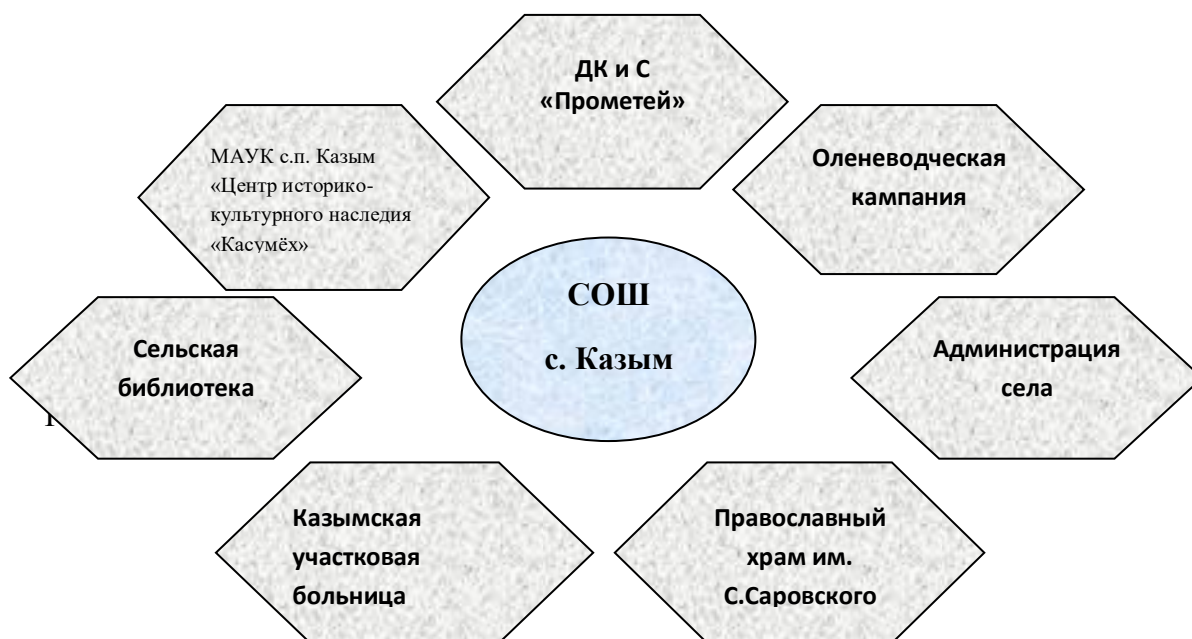 ДК и С
«Прометей»
МАУК с.п. Казым
«Центр историко-
культурного наследия
«Касумёх»
Оленеводческая
кампания
СОШ
с. Казым
Сельская
библиотека
Администрация
села
Казымская
участковая
больница
Православный
храм им.
С.Саровского